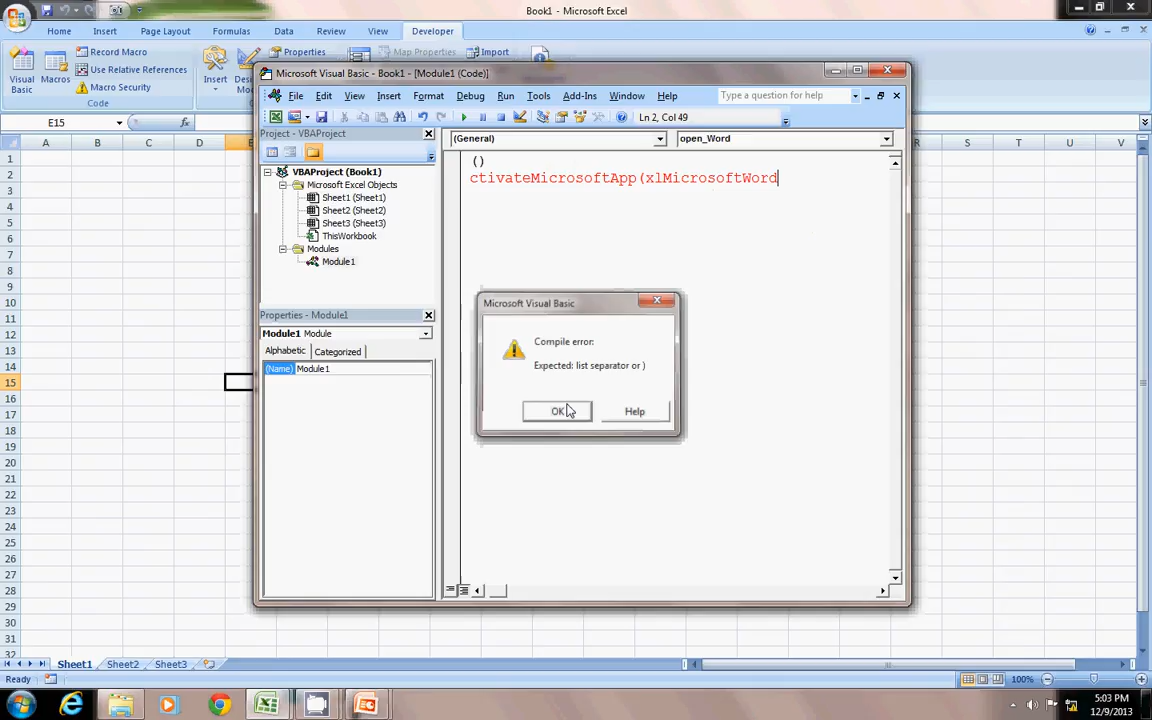 Book1 - Microsoft Excel
Home Page Layout Formulas Data Review View Developer
Visual Basic
Macros
Record Macro
Use Relative References
Macro Security
Code
Insert
Properties
Map Properties
Import
E15
A B C D
Q R S T U V
1
2
3
4
5
6
7
8
9
10
11
12
13
14
15
16
17
18
19
20
21
22
23
24
25
26
27
28
29
30
31
Microsoft Visual Basic - Book1 - [Module1 (Code)]
File Edit View Insert Format Debug Run Tools Add-Ins Window Help
Type a question for help
Ln 2, Col 49
Project - VBAProject
VBAProject (Book1)
Microsoft Excel Objects
Sheet1 (Sheet1)
Sheet2 (Sheet2)
Sheet3 (Sheet3)
ThisWorkbook
Modules
Module1
Properties - Module1
Module1 Module
Alphabetic Categorized
(Name) Module1
(General) open_Word
()
ctivateMicrosoftApp(xlMicrosoftWord
Microsoft Visual Basic
Compile error:
Expected: list separator or )
OK Help
Sheet1 Sheet2 Sheet3
Ready
100%
5:03 PM
12/9/2013